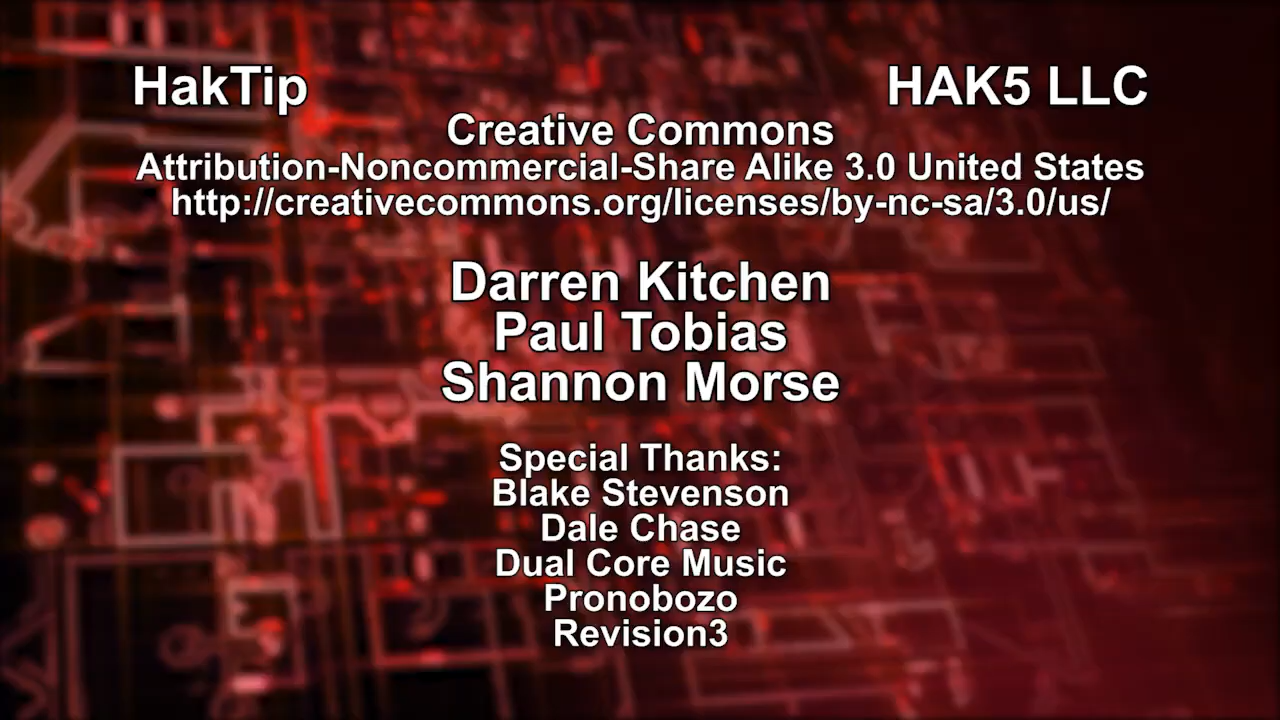 HakTip HAK5 LLC
Creative Commons
Attribution-Noncommercial-Share Alike 3.0 United States
http://creativecommons.org/licenses/by-nc-sa/3.0/us/
Darren Kitchen
Paul Tobias
Shannon Morse
Special Thanks:
Blake Stevenson
Dale Chase
Dual Core Music
Pronobozo
Revision3